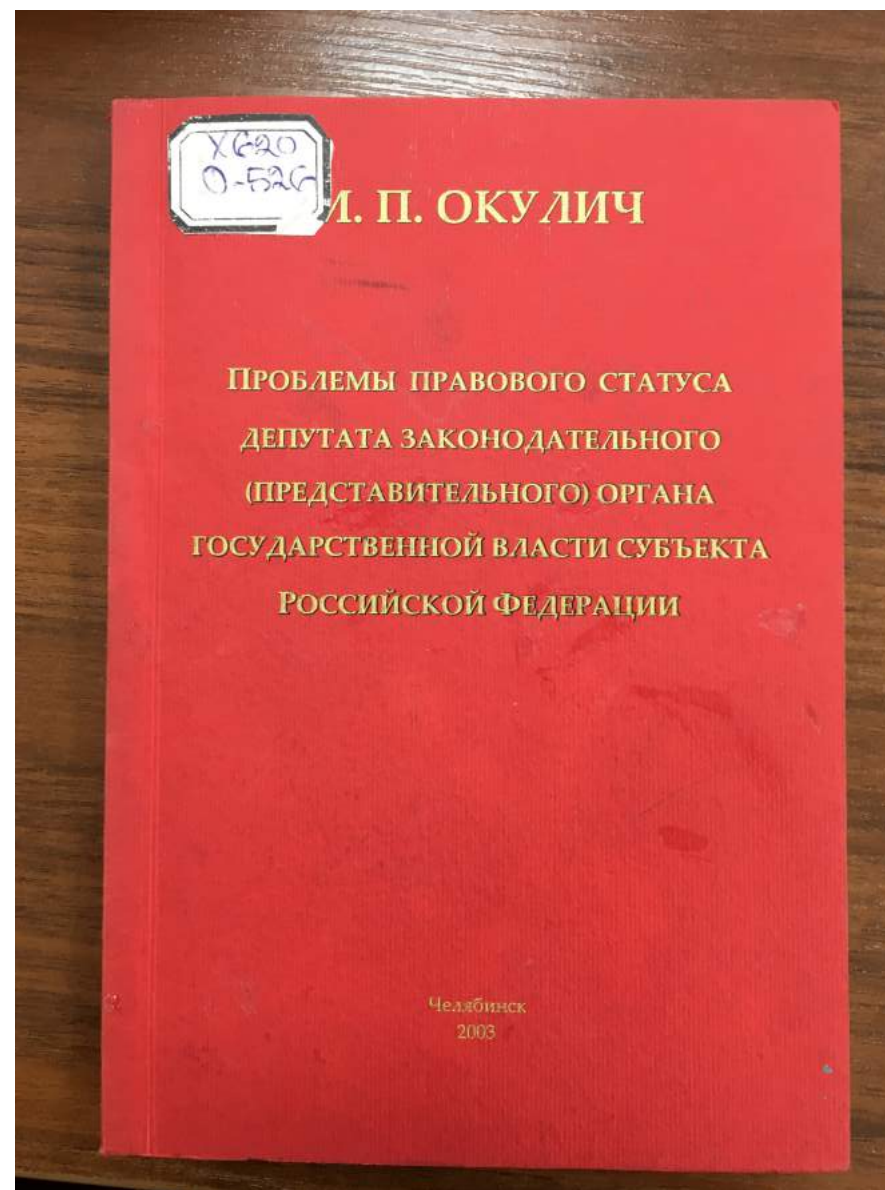 Х620
О-526
И. П. ОКУЛИЧ
ПРОБЛЕМЫ ПРАВОВОГО СТАТУСА
ДЕПУТАТА ЗАКОНОДАТЕЛЬНОГО
(ПРЕДСТАВИТЕЛЬНОГО) ОРГАНА
ГОСУДАРСТВЕННОЙ ВЛАСТИ СУБЪЕКТА
РОССИЙСКОЙ ФЕДЕРАЦИИ
Челябинск
2003